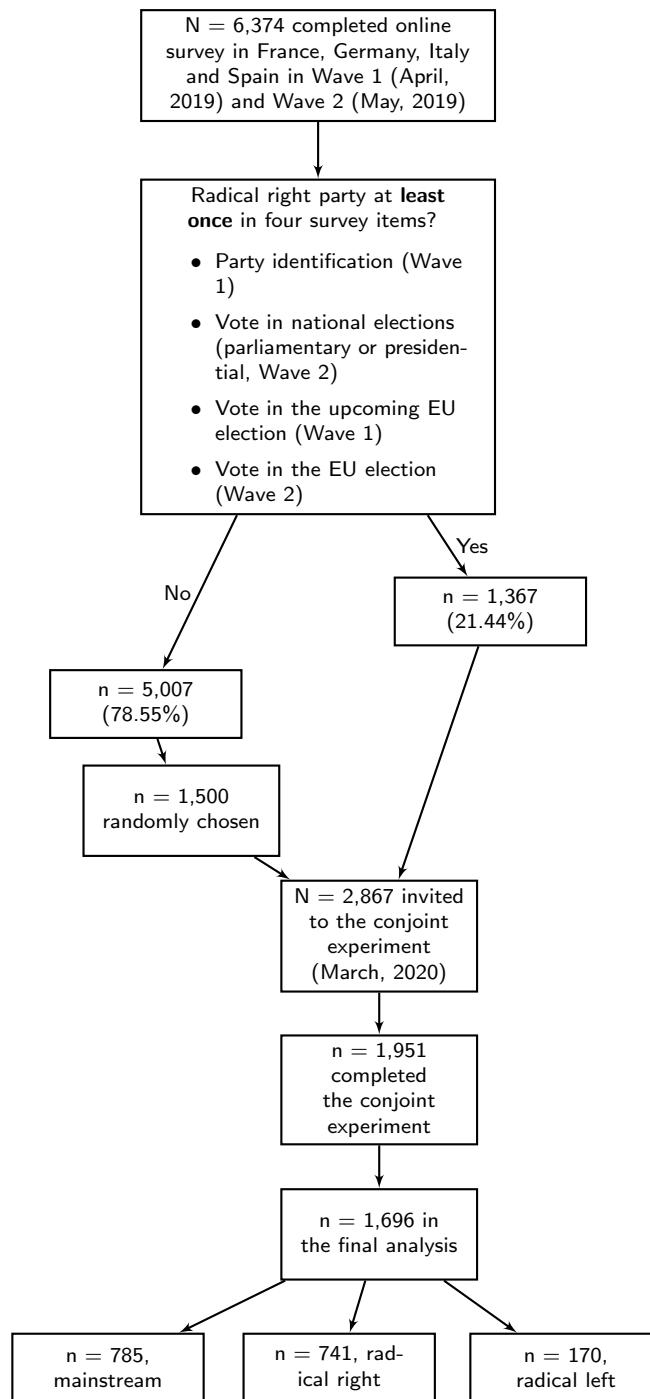 N = 6,374 completed online
survey in France, Germany, Italy
and Spain in Wave 1 (April,
2019) and Wave 2 (May, 2019)
Radical right party at least
once in four survey items?
• Party identification (Wave
1)
• Vote in national elections
(parliamentary or presiden-
tial, Wave 2)
• Vote in the upcoming EU
election (Wave 1)
• Vote in the EU election
(Wave 2)
No
Yes
n = 1,367
(21.44%)
n = 5,007
(78.55%)
n = 1,500
randomly chosen
N = 2,867 invited
to the conjoint
experiment
(March, 2020)
n = 1,951
completed
the conjoint
experiment
n = 1,696 in
the final analysis
n = 785,
mainstream
n = 741, rad-
ical right
n = 170,
radical left